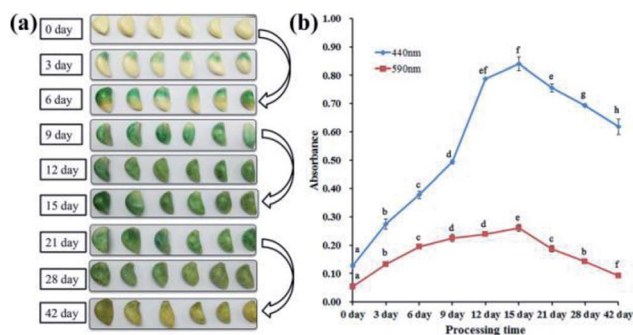 (a)
0 day
3 day
6 day
9 day
12 day
15 day
21 day
28 day
42 day
(b)
1.00
0.90
0.80
0.70
0.60
0.50
0.40
0.30
0.20
0.10
0.00
Absorbance
440nm
590nm
a
b
c
d
ef
f
e
g
h
a
b
c
d
d
e
c
b
f
0 day 3 day 6 day 9 day 12 day 15 day 21 day 28 day 42 day
Processing time